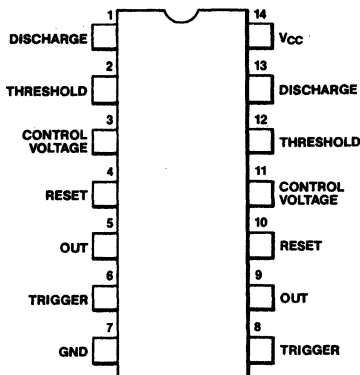 1
DISCHARGE
2
THRESHOLD
3
CONTROL
VOLTAGE
4
RESET
5
OUT
6
TRIGGER
7
GND
14
VCC
13
DISCHARGE
12
THRESHOLD
11
CONTROL
VOLTAGE
10
RESET
9
OUT
8
TRIGGER